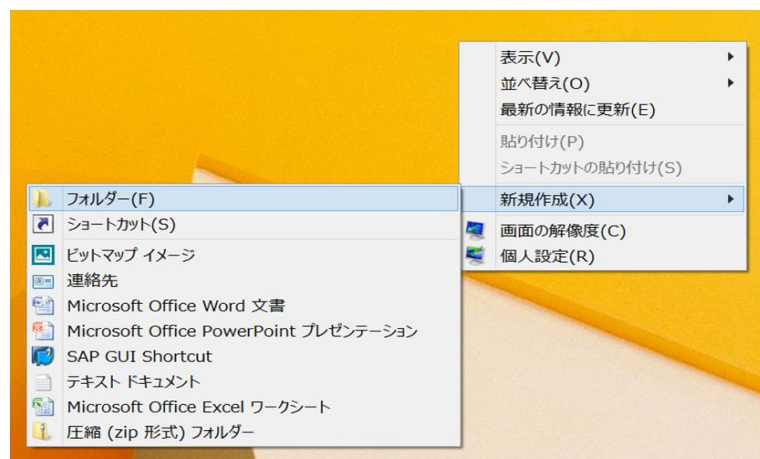 表示(V)
並べ替え(O)
最新の情報に更新(E)
貼り付け(P)
ショートカットの貼り付け(S)
新規作成(X)
画面の解像度(C)
個人設定(R)
フォルダー(F)
ショートカット(S)
ビットマップ イメージ
連絡先
Microsoft Office Word 文書
Microsoft Office PowerPoint プレゼンテーション
SAP GUI Shortcut
テキスト ドキュメント
Microsoft Office Excel ワークシート
圧縮 (zip 形式) フォルダー